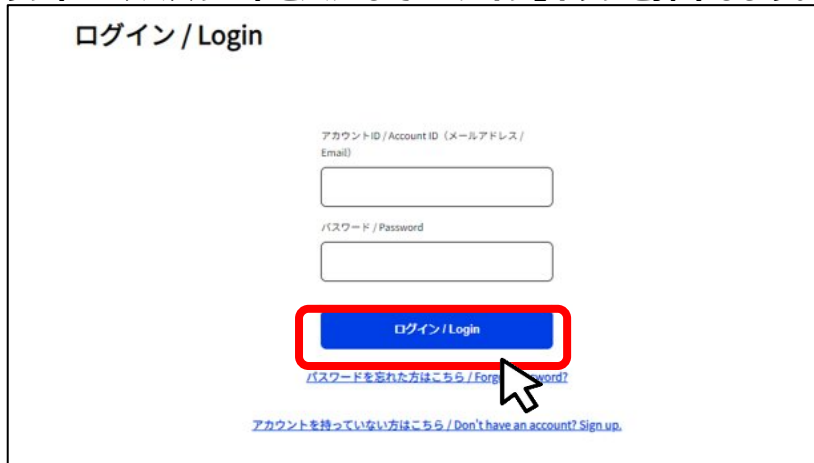 ログイン / Login
アカウントID / Account ID（メールアドレス /
Email）
パスワード / Password
ログイン / Login
パスワードを忘れた方はこちら / Forgot password?
アカウントを持っていない方はこちら / Don't have an account? Sign up.